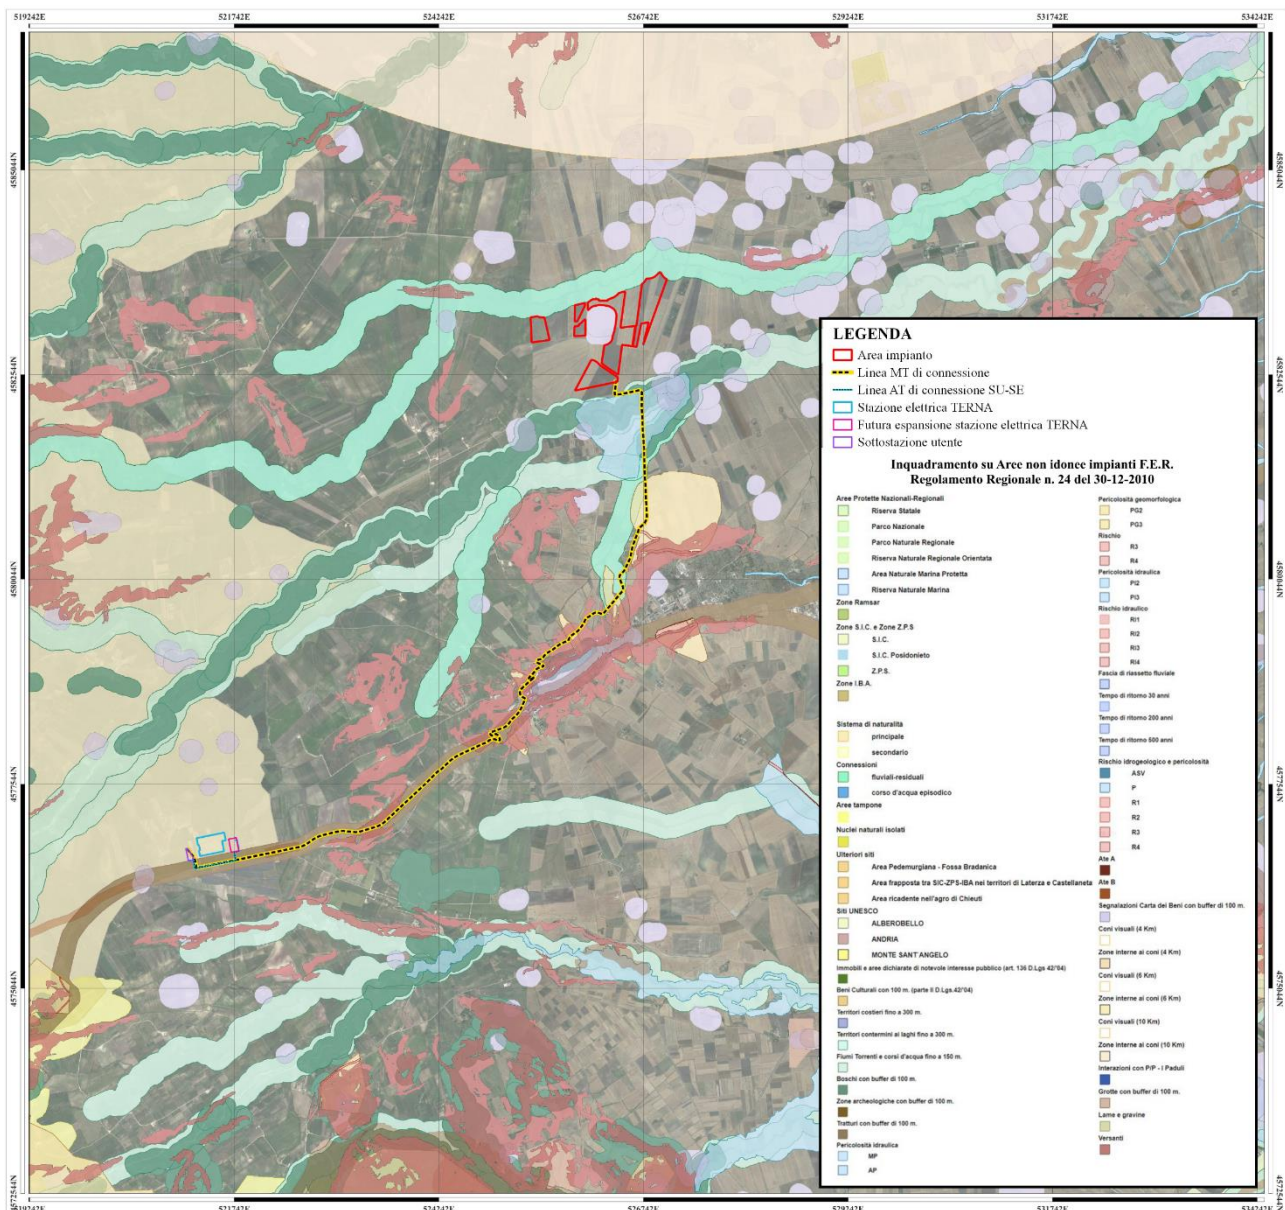 519242E 521742E 524242E 526742E 529242E 531742E 534242E
4585044N 4585044N
4582544N 4582544N
4580044N 4580044N
4577544N 4577544N
4575044N 4575044N
4572544N 4572544N
519242E 521742E 524242E 526742E 529242E 531742E 534242E
LEGENDA
Area impianto
Linea MT di connessione
Linea AT di connessione SU-SE
Stazione elettrica TERNA
Futura espansione stazione elettrica TERNA
Sottostazione utente
Inquadramento su Aree non idonee impianti F.E.R.
Regolamento Regionale n. 24 del 30-12-2010
Aree Protette Nazionali-Regionali
Riserva Statale
Parco Nazionale
Parco Naturale Regionale
Riserva Naturale Regionale Orientata
Area Naturale Marina Protetta
Riserva Naturale Marina
Zone Ramsar
Zone S.I.C. e Zone Z.P.S
S.I.C.
S.I.C. Posidonieto
Z.P.S.
Zone I.B.A.
Sistema di naturalità
principale
secondario
Connessioni
fluviali-residuali
corso d'acqua episodico
Aree tampone
Nuclei naturali isolati
Ulteriori siti
Area Pedemurgiana - Fossa Bradanica
Area frapposta tra SIC-ZPS-IBA nei territori di Laterza e Castellaneta
Area ricadente nell'agro di Chieuti
Siti UNESCO
ALBEROBELLO
ANDRIA
MONTE SANT'ANGELO
Immobili e aree dichiarate di notevole interesse pubblico (art. 136 D.Lgs 42/'04)
Beni Culturali con 100 m. (parte II D.Lgs.42/'04)
Territori costieri fino a 300 m.
Territori contermini ai laghi fino a 300 m.
Fiumi Torrenti e corsi d'acqua fino a 150 m.
Boschi con buffer di 100 m.
Zone archeologiche con buffer di 100 m.
Tratturi con buffer di 100 m.
Pericolosità idraulica
MP
AP
Pericolosità geomorfologica
PG2
PG3
Rischio
R3
R4
Pericolosità idraulica
PI2
PI3
Rischio idraulico
RI1
RI2
RI3
RI4
Fascia di riassetto fluviale
Tempo di ritorno 30 anni
Tempo di ritorno 200 anni
Tempo di ritorno 500 anni
Rischio idrogeologico e pericolosità
ASV
P
R1
R2
R3
R4
Ate A
Ate B
Segnalazioni Carta dei Beni con buffer di 100 m.
Coni visuali (4 Km)
Zone interne ai coni (4 Km)
Coni visuali (6 Km)
Zone interne ai coni (6 Km)
Coni visuali (10 Km)
Zone interne ai coni (10 Km)
Interazioni con P/P - I Paduli
Grotte con buffer di 100 m.
Lame e gravine
Versanti